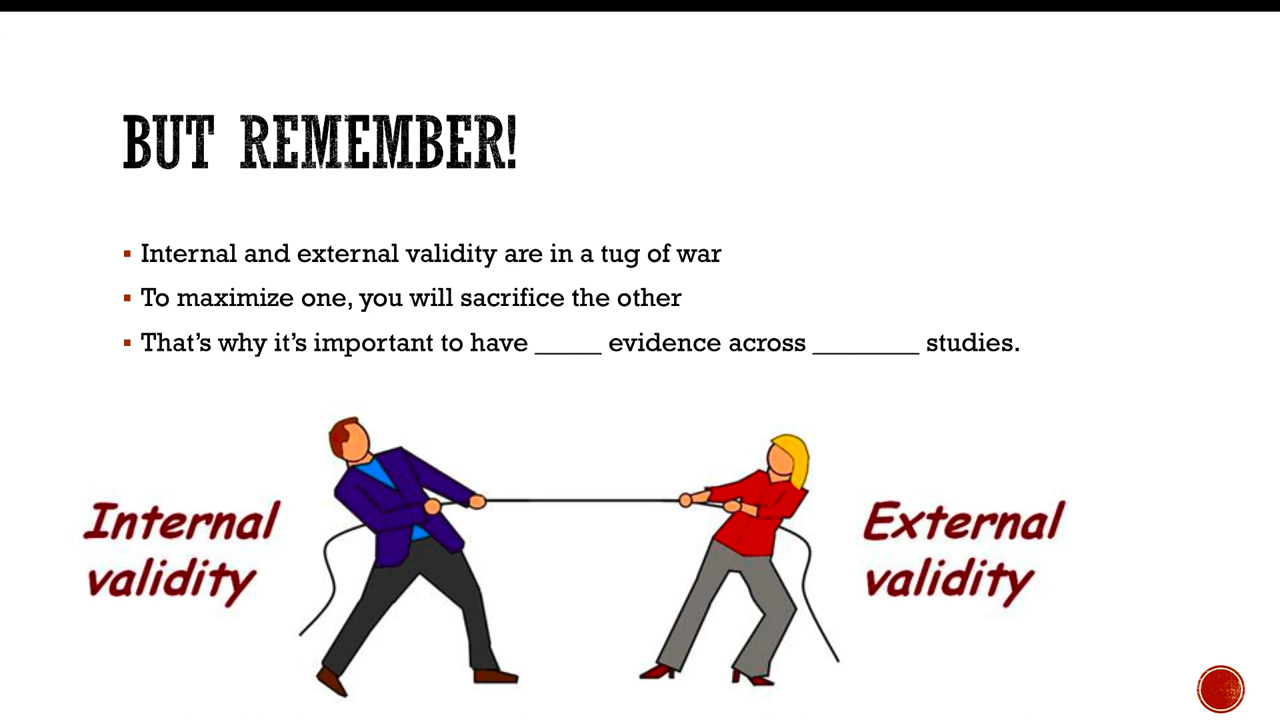 BUT REMEMBER!
▪ Internal and external validity are in a tug of war
▪ To maximize one, you will sacrifice the other
▪ That’s why it’s important to have _____ evidence across ________ studies.
Internal
validity
External
validity